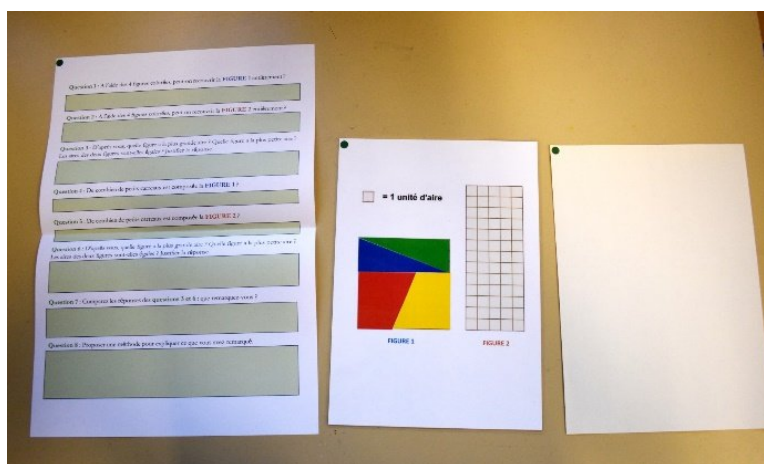 Question 1 : A l'aide des 4 figures colorées, peut-on recouvrir la FIGURE 1 entièrement ?
Question 2 : A l'aide des 4 figures colorées, peut-on recouvrir la FIGURE 2 entièrement ?
Question 3 : D'après vous, quelle figure a la plus grande aire ? Quelle figure a la plus petite aire ?
Les aires des deux figures sont-elles égales ? Justifier la réponse
Question 4 : De combien de petits carreaux est composée la FIGURE 1 ?
Question 5 : De combien de petits carreaux est composée la FIGURE 2 ?
Question 6 : D'après vous, quelle figure a la plus grande aire ? Quelle figure a la plus petite aire ?
Les aires des deux figures sont-elles égales ? Justifier la réponse
Question 7 : Comparer les réponses des questions 3 et 6 : que remarquez vous ?
Question 8 : Proposer une méthode pour expliquer ce que vous avez remarqué
= 1 unité d'aire
FIGURE 1
FIGURE 2